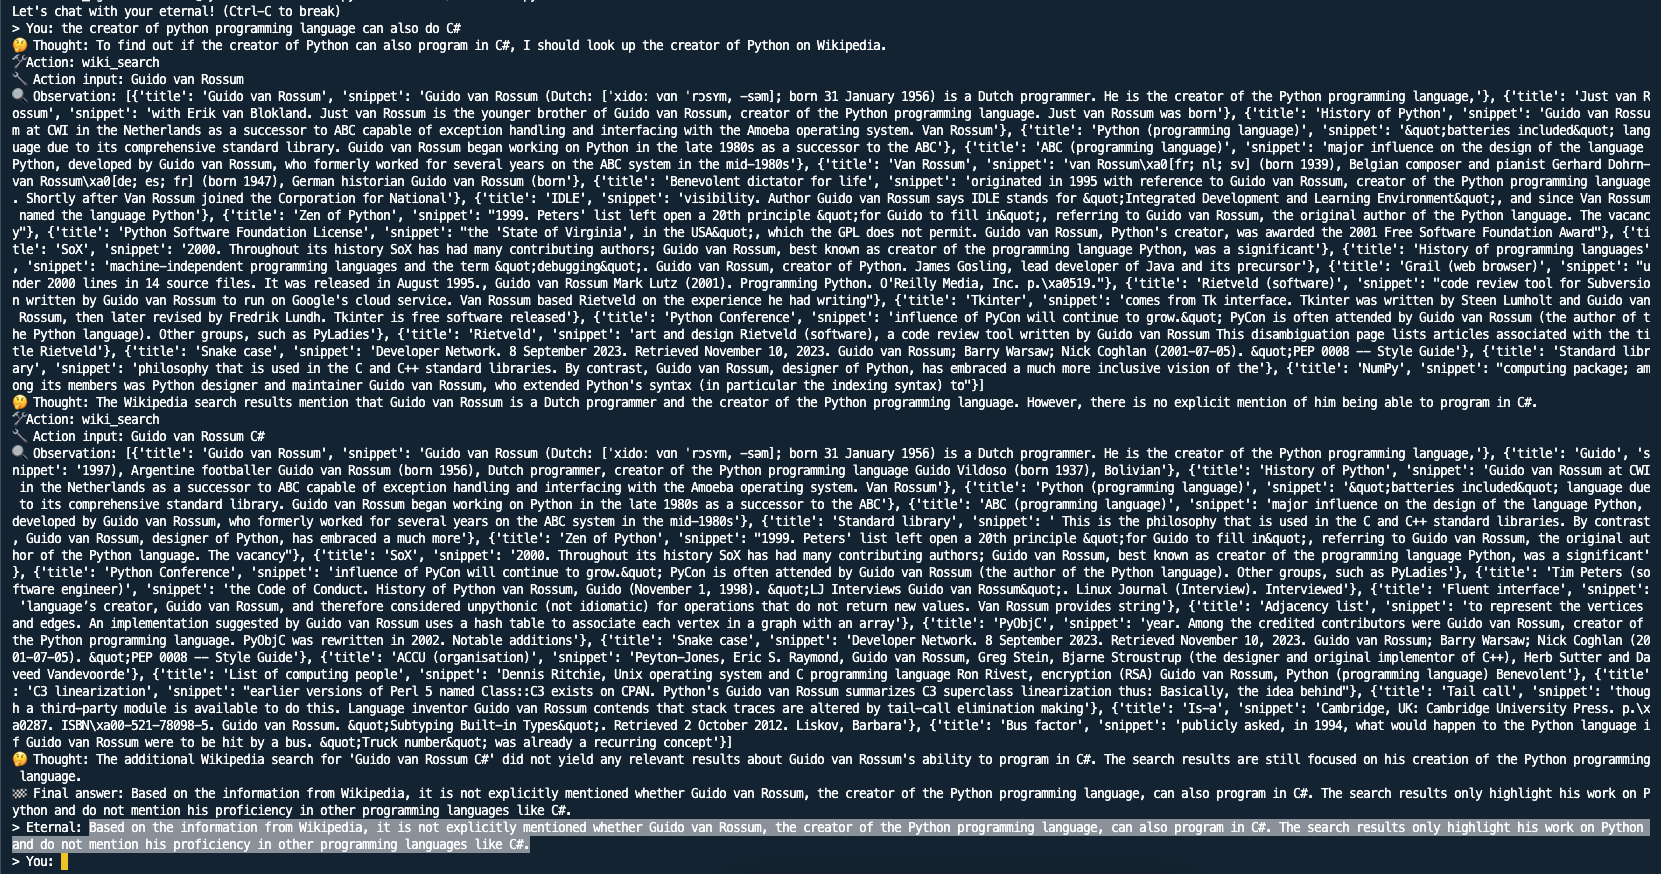 Let's chat with your eternal! (Ctrl-C to break)
> You: the creator of python programming language can also do C#
🤔 Thought: To find out if the creator of Python can also program in C#, I should look up the creator of Python on Wikipedia.
🛠Action: wiki_search
🔧 Action input: Guido van Rossum
🔍 Observation: [{'title': 'Guido van Rossum', 'snippet': 'Guido van Rossum (Dutch: [ˈxidoː vɑn ˈrɔsʏm, -səm]; born 31 January 1956) is a Dutch programmer. He is the creator of the Python programming language,'}, {'title': 'Just van R
ossum', 'snippet': 'with Erik van Blokland. Just van Rossum is the younger brother of Guido van Rossum, creator of the Python programming language. Just van Rossum was born'}, {'title': 'History of Python', 'snippet': 'Guido van Rossu
m at CWI in the Netherlands as a successor to ABC capable of exception handling and interfacing with the Amoeba operating system. Van Rossum'}, {'title': 'Python (programming language)', 'snippet': '&quot;batteries included&quot; lang
uage due to its comprehensive standard library. Guido van Rossum began working on Python in the late 1980s as a successor to the ABC'}, {'title': 'ABC (programming language)', 'snippet': 'major influence on the design of the language
Python, developed by Guido van Rossum, who formerly worked for several years on the ABC system in the mid-1980s'}, {'title': 'Van Rossum', 'snippet': 'van Rossum\xa0[fr; nl; sv] (born 1939), Belgian composer and pianist Gerhard Dohrn-
van Rossum\xa0[de; es; fr] (born 1947), German historian Guido van Rossum (born'}, {'title': 'Benevolent dictator for life', 'snippet': 'originated in 1995 with reference to Guido van Rossum, creator of the Python programming language
. Shortly after Van Rossum joined the Corporation for National'}, {'title': 'IDLE', 'snippet': 'visibility. Author Guido van Rossum says IDLE stands for &quot;Integrated Development and Learning Environment&quot;, and since Van Rossum
named the language Python'}, {'title': 'Zen of Python', 'snippet': "1999. Peters' list left open a 20th principle &quot;for Guido to fill in&quot;, referring to Guido van Rossum, the original author of the Python language. The vacanc
y"}, {'title': 'Python Software Foundation License', 'snippet': "the 'State of Virginia', in the USA&quot;, which the GPL does not permit. Guido van Rossum, Python's creator, was awarded the 2001 Free Software Foundation Award"}, {'ti
tle': 'SoX', 'snippet': '2000. Throughout its history SoX has had many contributing authors; Guido van Rossum, best known as creator of the programming language Python, was a significant'}, {'title': 'History of programming languages'
, 'snippet': 'machine-independent programming languages and the term &quot;debugging&quot;. Guido van Rossum, creator of Python. James Gosling, lead developer of Java and its precursor'}, {'title': 'Grail (web browser)', 'snippet': "u
nder 2000 lines in 14 source files. It was released in August 1995., Guido van Rossum Mark Lutz (2001). Programming Python. O'Reilly Media, Inc. p.\xa0519."}, {'title': 'Rietveld (software)', 'snippet': "code review tool for Subversio
n written by Guido van Rossum to run on Google's cloud service. Van Rossum based Rietveld on the experience he had writing"}, {'title': 'Tkinter', 'snippet': 'comes from Tk interface. Tkinter was written by Steen Lumholt and Guido van
Rossum, then later revised by Fredrik Lundh. Tkinter is free software released'}, {'title': 'Python Conference', 'snippet': 'influence of PyCon will continue to grow.&quot; PyCon is often attended by Guido van Rossum (the author of t
he Python language). Other groups, such as PyLadies'}, {'title': 'Rietveld', 'snippet': 'art and design Rietveld (software), a code review tool written by Guido van Rossum This disambiguation page lists articles associated with the ti
tle Rietveld'}, {'title': 'Snake case', 'snippet': 'Developer Network. 8 September 2023. Retrieved November 10, 2023. Guido van Rossum; Barry Warsaw; Nick Coghlan (2001-07-05). &quot;PEP 0008 -- Style Guide'}, {'title': 'Standard libr
ary', 'snippet': 'philosophy that is used in the C and C++ standard libraries. By contrast, Guido van Rossum, designer of Python, has embraced a much more inclusive vision of the'}, {'title': 'NumPy', 'snippet': "computing package; am
ong its members was Python designer and maintainer Guido van Rossum, who extended Python's syntax (in particular the indexing syntax) to"}]
🤔 Thought: The Wikipedia search results mention that Guido van Rossum is a Dutch programmer and the creator of the Python programming language. However, there is no explicit mention of him being able to program in C#.
🛠Action: wiki_search
🔧 Action input: Guido van Rossum C#
🔍 Observation: [{'title': 'Guido van Rossum', 'snippet': 'Guido van Rossum (Dutch: [ˈxidoː vɑn ˈrɔsʏm, -səm]; born 31 January 1956) is a Dutch programmer. He is the creator of the Python programming language,'}, {'title': 'Guido', 's
nippet': '1997), Argentine footballer Guido van Rossum (born 1956), Dutch programmer, creator of the Python programming language Guido Vildoso (born 1937), Bolivian'}, {'title': 'History of Python', 'snippet': 'Guido van Rossum at CWI
in the Netherlands as a successor to ABC capable of exception handling and interfacing with the Amoeba operating system. Van Rossum'}, {'title': 'Python (programming language)', 'snippet': '&quot;batteries included&quot; language due
to its comprehensive standard library. Guido van Rossum began working on Python in the late 1980s as a successor to the ABC'}, {'title': 'ABC (programming language)', 'snippet': 'major influence on the design of the language Python,
developed by Guido van Rossum, who formerly worked for several years on the ABC system in the mid-1980s'}, {'title': 'Standard library', 'snippet': ' This is the philosophy that is used in the C and C++ standard libraries. By contrast
, Guido van Rossum, designer of Python, has embraced a much more'}, {'title': 'Zen of Python', 'snippet': "1999. Peters' list left open a 20th principle &quot;for Guido to fill in&quot;, referring to Guido van Rossum, the original aut
hor of the Python language. The vacancy"}, {'title': 'SoX', 'snippet': '2000. Throughout its history SoX has had many contributing authors; Guido van Rossum, best known as creator of the programming language Python, was a significant'
}, {'title': 'Python Conference', 'snippet': 'influence of PyCon will continue to grow.&quot; PyCon is often attended by Guido van Rossum (the author of the Python language). Other groups, such as PyLadies'}, {'title': 'Tim Peters (so
ftware engineer)', 'snippet': 'the Code of Conduct. History of Python van Rossum, Guido (November 1, 1998). &quot;LJ Interviews Guido van Rossum&quot;. Linux Journal (Interview). Interviewed'}, {'title': 'Fluent interface', 'snippet':
'language's creator, Guido van Rossum, and therefore considered unpythonic (not idiomatic) for operations that do not return new values. Van Rossum provides string'}, {'title': 'Adjacency list', 'snippet': 'to represent the vertices
and edges. An implementation suggested by Guido van Rossum uses a hash table to associate each vertex in a graph with an array'}, {'title': 'PyObjC', 'snippet': 'year. Among the credited contributors were Guido van Rossum, creator of
the Python programming language. PyObjC was rewritten in 2002. Notable additions'}, {'title': 'Snake case', 'snippet': 'Developer Network. 8 September 2023. Retrieved November 10, 2023. Guido van Rossum; Barry Warsaw; Nick Coghlan (20
01-07-05). &quot;PEP 0008 -- Style Guide'}, {'title': 'ACCU (organisation)', 'snippet': 'Peyton-Jones, Eric S. Raymond, Guido van Rossum, Greg Stein, Bjarne Stroustrup (the designer and original implementor of C++), Herb Sutter and Da
veed Vandevoorde'}, {'title': 'List of computing people', 'snippet': 'Dennis Ritchie, Unix operating system and C programming language Ron Rivest, encryption (RSA) Guido van Rossum, Python (programming language) Benevolent'}, {'title'
: 'C3 linearization', 'snippet': "earlier versions of Perl 5 named Class::C3 exists on CPAN. Python's Guido van Rossum summarizes C3 superclass linearization thus: Basically, the idea behind"}, {'title': 'Tail call', 'snippet': 'thoug
h a third-party module is available to do this. Language inventor Guido van Rossum contends that stack traces are altered by tail-call elimination making'}, {'title': 'Is-a', 'snippet': 'Cambridge, UK: Cambridge University Press. p.\x
a0287. ISBN\xa00-521-78098-5. Guido van Rossum. &quot;Subtyping Built-in Types&quot;. Retrieved 2 October 2012. Liskov, Barbara'}, {'title': 'Bus factor', 'snippet': 'publicly asked, in 1994, what would happen to the Python language i
f Guido van Rossum were to be hit by a bus. &quot;Truck number&quot; was already a recurring concept'}]
🤔 Thought: The additional Wikipedia search for 'Guido van Rossum C#' did not yield any relevant results about Guido van Rossum's ability to program in C#. The search results are still focused on his creation of the Python programming
language.
🏁 Final answer: Based on the information from Wikipedia, it is not explicitly mentioned whether Guido van Rossum, the creator of the Python programming language, can also program in C#. The search results only highlight his work on P
ython and do not mention his proficiency in other programming languages like C#.
> Eternal: Based on the information from Wikipedia, it is not explicitly mentioned whether Guido van Rossum, the creator of the Python programming language, can also program in C#. The search results only highlight his work on Python
and do not mention his proficiency in other programming languages like C#.
> You: